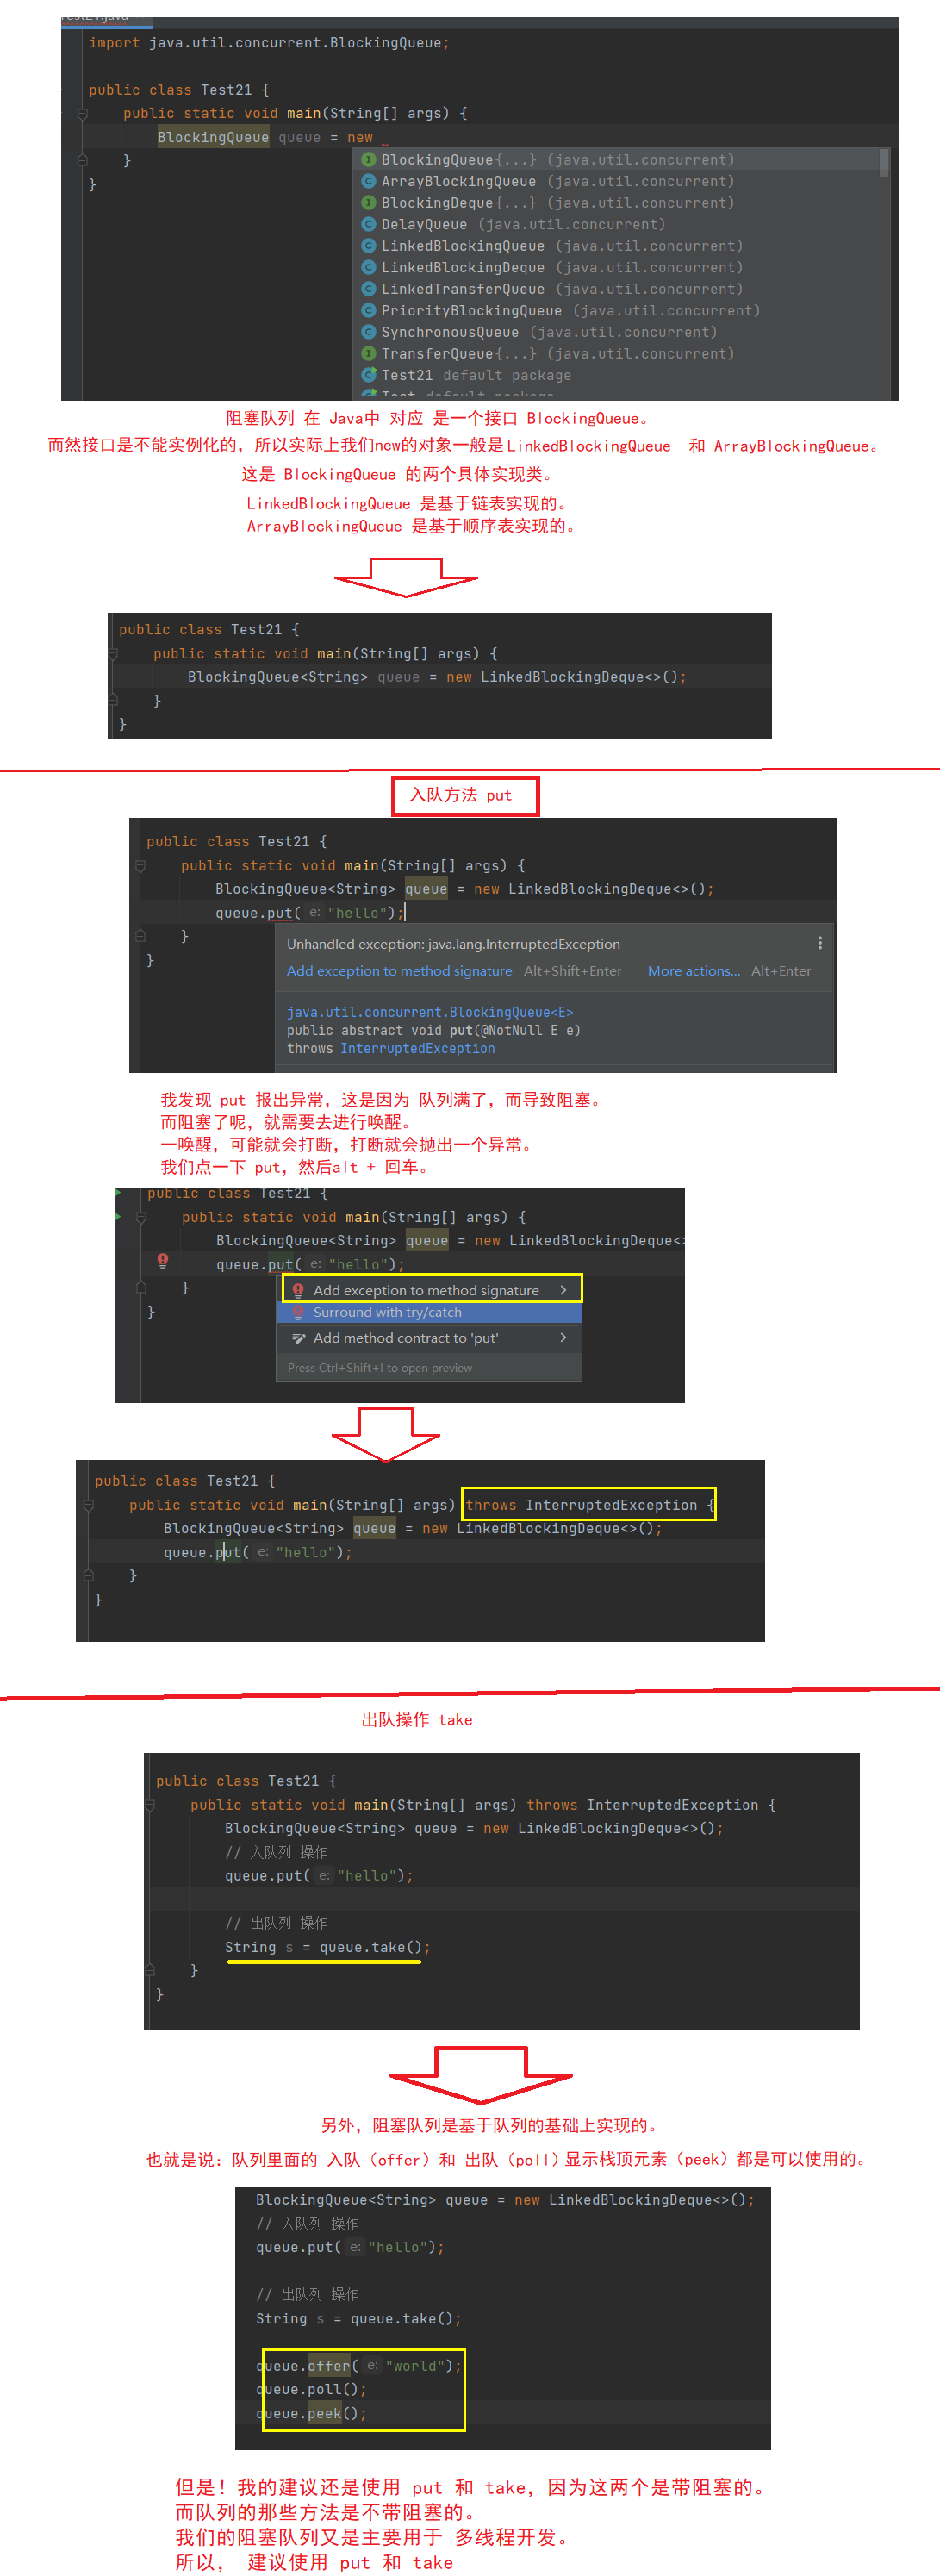 Test21.java
import java.util.concurrent.BlockingQueue;
public class Test21 {
public static void main(String[] args) {
BlockingQueue queue = new _
}
}
BlockingQueue{...} (java.util.concurrent)
ArrayBlockingQueue (java.util.concurrent)
BlockingDeque{...} (java.util.concurrent)
DelayQueue (java.util.concurrent)
LinkedBlockingQueue (java.util.concurrent)
LinkedBlockingDeque (java.util.concurrent)
LinkedTransferQueue (java.util.concurrent)
PriorityBlockingQueue (java.util.concurrent)
SynchronousQueue (java.util.concurrent)
TransferQueue{...} (java.util.concurrent)
Test21 default package
Test default package
阻塞队列 在 Java中 对应 是一个接口 BlockingQueue。
而然接口是不能实例化的，所以实际上我们new的对象一般是LinkedBlockingQueue 和 ArrayBlockingQueue。
这是 BlockingQueue 的两个具体实现类。
LinkedBlockingQueue 是基于链表实现的。
ArrayBlockingQueue 是基于顺序表实现的。
public class Test21 {
public static void main(String[] args) {
BlockingQueue<String> queue = new LinkedBlockingDeque<>();
}
}
入队方法 put
public class Test21 {
public static void main(String[] args) {
BlockingQueue<String> queue = new LinkedBlockingDeque<>();
queue.put( e: "hello");
}
}
Unhandled exception: java.lang.InterruptedException
Add exception to method signature Alt+Shift+Enter More actions... Alt+Enter
java.util.concurrent.BlockingQueue<E>
public abstract void put(@NotNull E e)
throws InterruptedException
我发现 put 报出异常，这是因为 队列满了，而导致阻塞。
而阻塞了呢，就需要去进行唤醒。
一唤醒，可能就会打断，打断就会抛出一个异常。
我们点一下 put，然后alt + 回车。
public class Test21 {
public static void main(String[] args) {
BlockingQueue<String> queue = new LinkedBlockingDeque<>
queue.put( e: "hello");
}
}
Add exception to method signature
Surround with try/catch
Add method contract to 'put'
Press Ctrl+Shift+I to open preview
public class Test21 {
public static void main(String[] args) throws InterruptedException {
BlockingQueue<String> queue = new LinkedBlockingDeque<>();
queue.put( e: "hello");
}
}
出队操作 take
public class Test21 {
public static void main(String[] args) throws InterruptedException {
BlockingQueue<String> queue = new LinkedBlockingDeque<>();
// 入队列 操作
queue.put( e: "hello");
// 出队列 操作
String s = queue.take();
}
}
另外，阻塞队列是基于队列的基础上实现的。
也就是说：队列里面的 入队（offer）和 出队（poll）显示栈顶元素（peek）都是可以使用的。
BlockingQueue<String> queue = new LinkedBlockingDeque<>();
// 入队列 操作
queue.put( e: "hello");
// 出队列 操作
String s = queue.take();
queue.offer( e: "world");
queue.poll();
queue.peek();
但是！我的建议还是使用 put 和 take，因为这两个是带阻塞的。
而队列的那些方法是不带阻塞的。
我们的阻塞队列又是主要用于 多线程开发。
所以， 建议使用 put 和 take